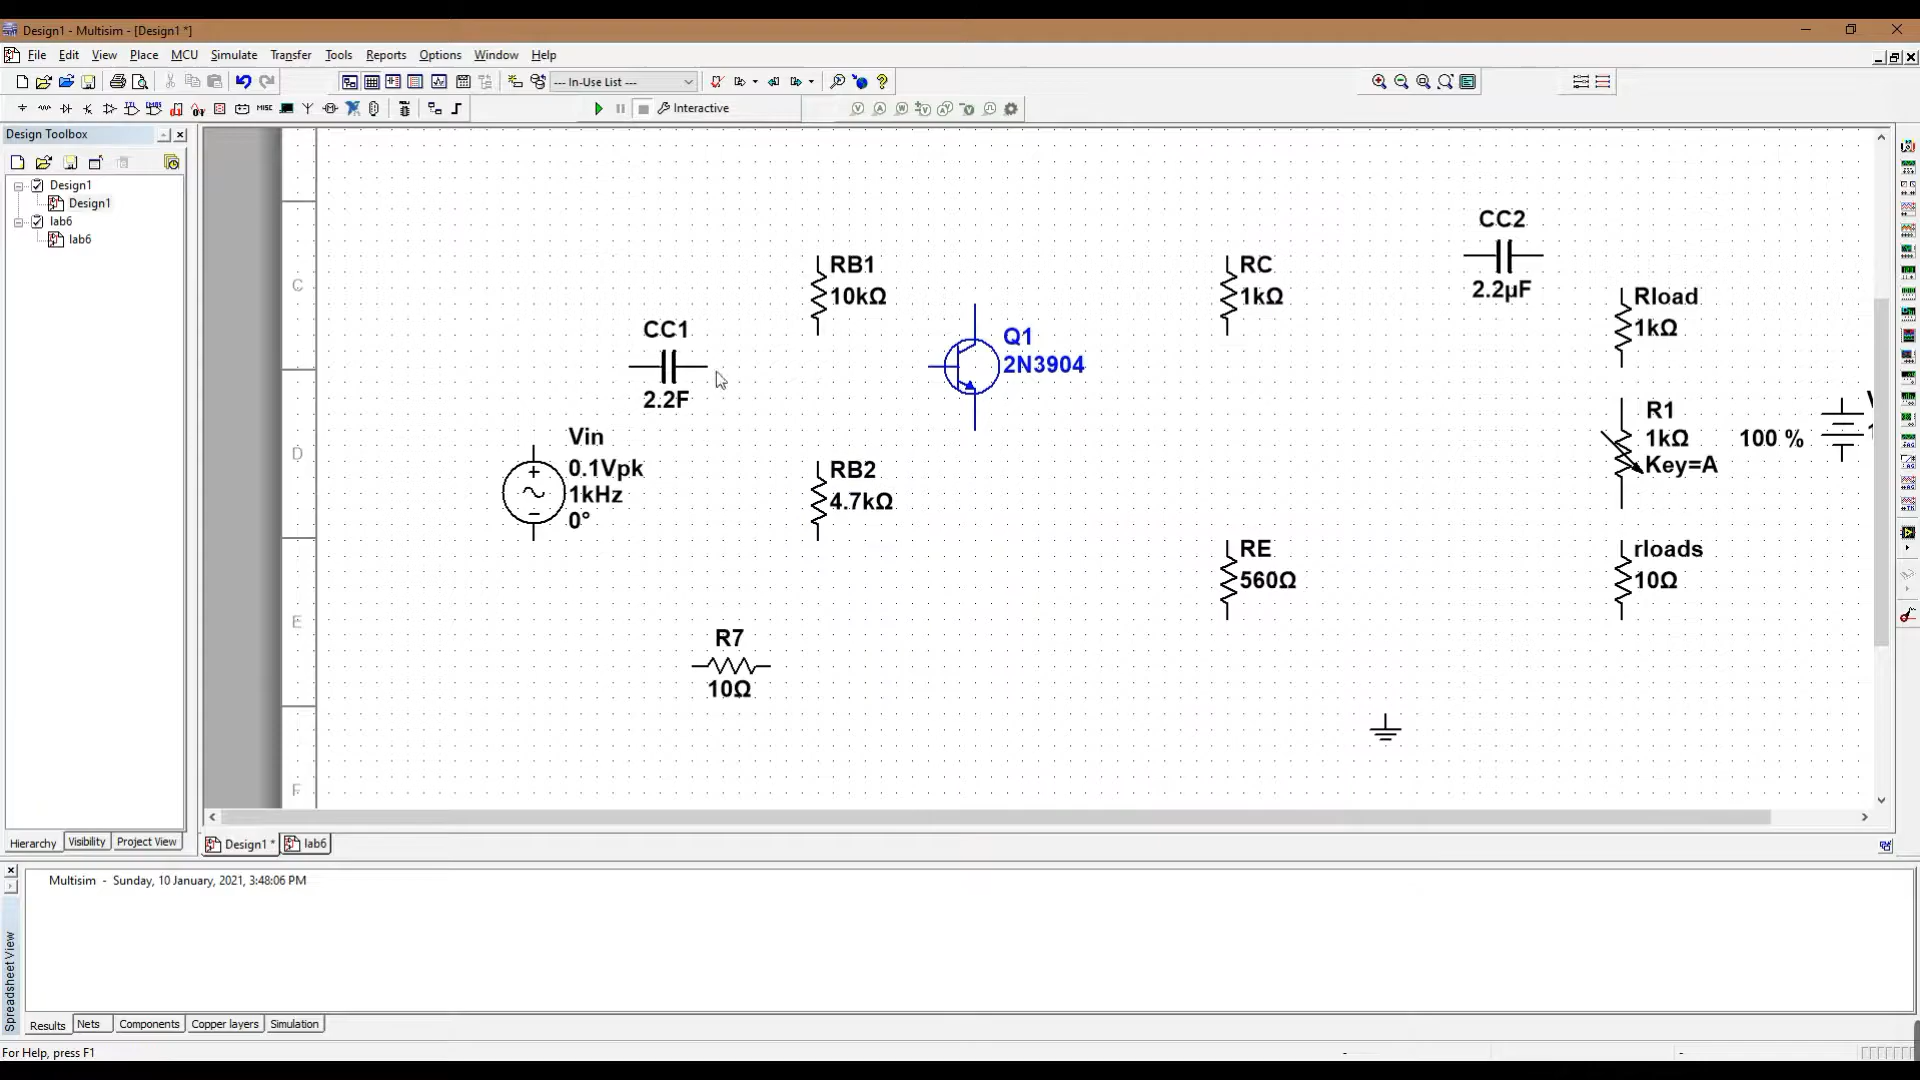 Design1 - Multisim - [Design1 *]
File Edit View Place MCU Simulate Transfer Tools Reports Options Window Help
--- In-Use List ---
Interactive
Design Toolbox
Design1
Design1
lab6
lab6
C
D
E
F
CC1
2.2F
Vin
0.1Vpk
1kHz
0°
RB1
10kΩ
RB2
4.7kΩ
R7
10Ω
Q1
2N3904
RC
1kΩ
RE
560Ω
CC2
2.2µF
Rload
1kΩ
R1
1kΩ
Key=A
100 %
rloads
10Ω
Hierarchy Visibility Project View
Design1 * lab6
Multisim - Sunday, 10 January, 2021, 3:48:06 PM
Spreadsheet View
Results Nets Components Copper layers Simulation
For Help, press F1